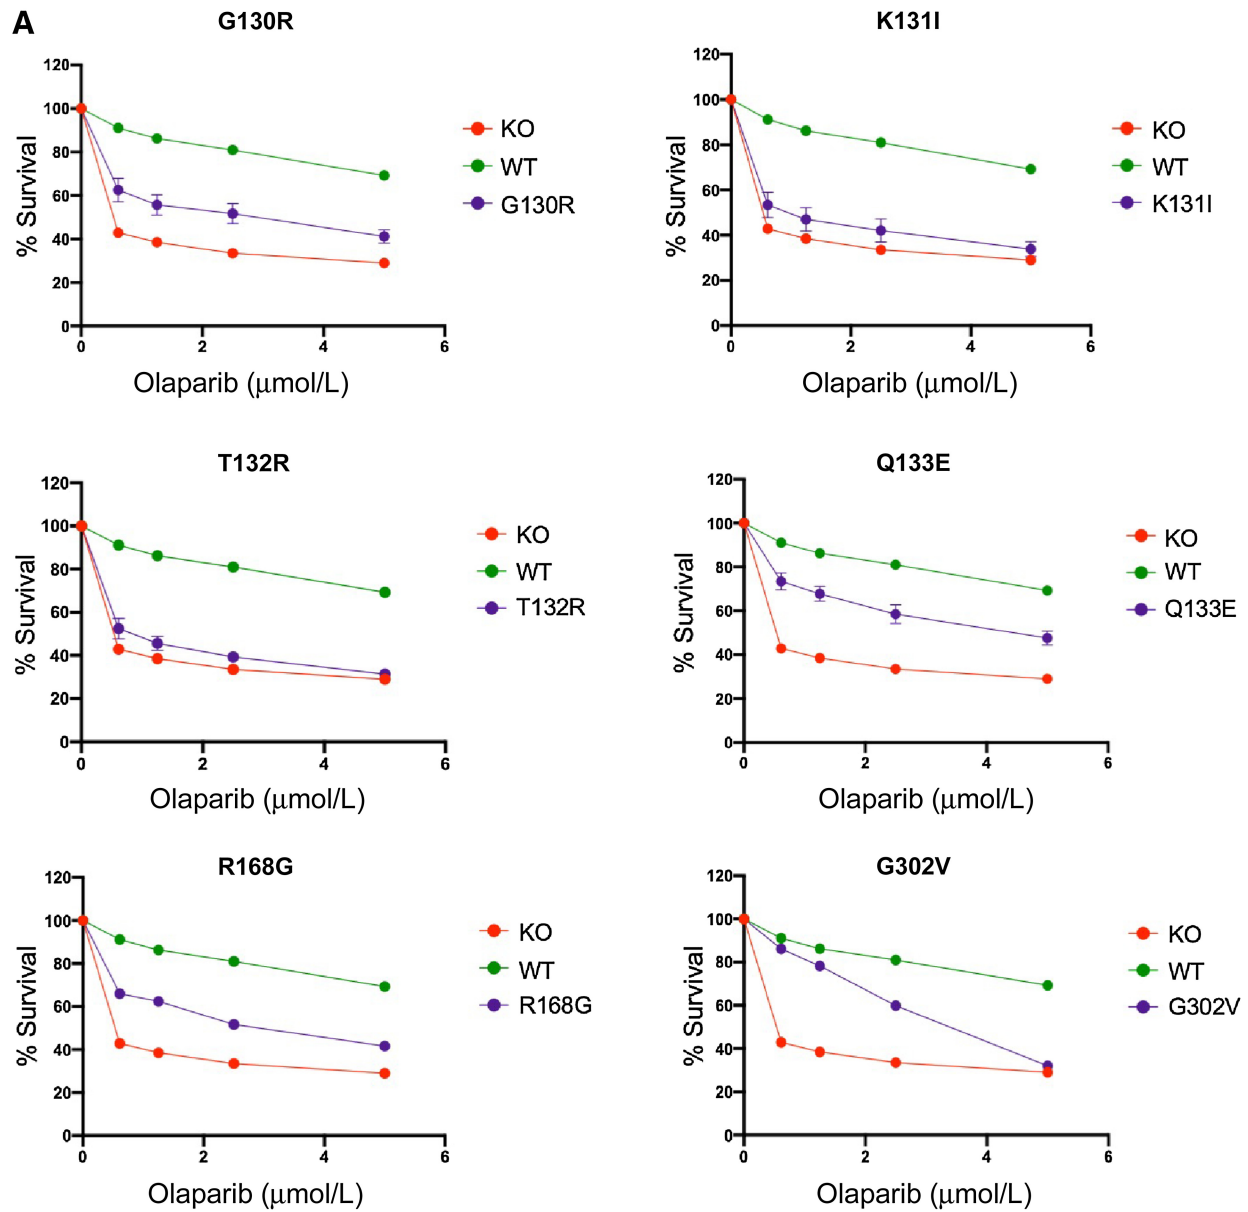 A
G130R
120
100
80
60
40
20
0
% Survival
0 2 4 6
Olaparib (μmol/L)
KO
WT
G130R
K131I
120
100
80
60
40
20
0
% Survival
0 2 4 6
Olaparib (μmol/L)
KO
WT
K131I
T132R
120
100
80
60
40
20
0
% Survival
0 2 4 6
Olaparib (μmol/L)
KO
WT
T132R
Q133E
120
100
80
60
40
20
0
% Survival
0 2 4 6
Olaparib (μmol/L)
KO
WT
Q133E
R168G
120
100
80
60
40
20
0
% Survival
0 2 4 6
Olaparib (μmol/L)
KO
WT
R168G
G302V
120
100
80
60
40
20
0
% Survival
0 2 4 6
Olaparib (μmol/L)
KO
WT
G302V